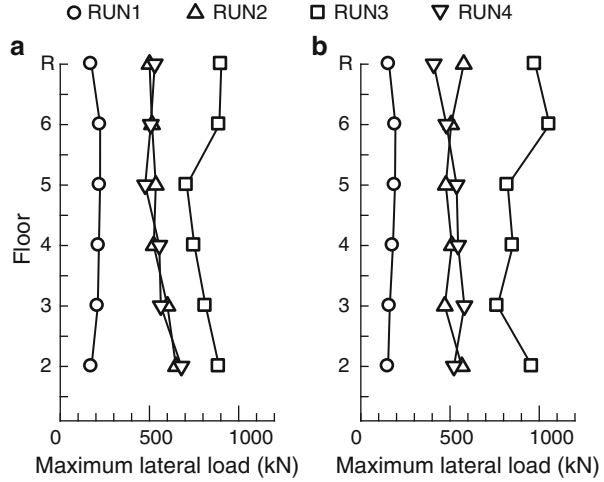 RUN1 RUN2 RUN3 RUN4
a b
R R
6 6
5 5
4 4
3 3
2 2
Floor
0 500 1000 0 500 1000
Maximum lateral load (kN) Maximum lateral load (kN)